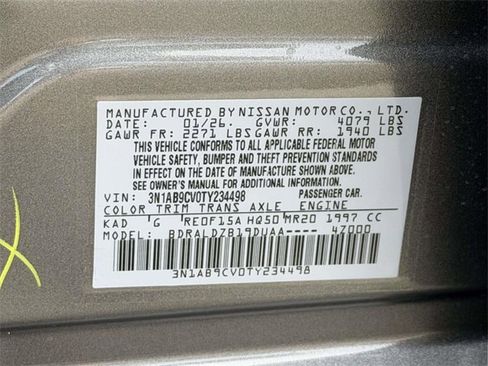 MANUFACTURED BY NISSAN MOTOR CO., LTD.
DATE: 01/26. GVWR: 4079 LBS
GAWR FR: 2271 LBS GAWR RR: 1940 LBS
THIS VEHICLE CONFORMS TO ALL APPLICABLE FEDERAL MOTOR
VEHICLE SAFETY, BUMPER AND THEFT PREVENTION STANDARDS
IN EFFECT ON THE DATE OF MANUFACTURE SHOWN ABOVE.
SEE OWNER'S MANUAL FOR ADDITIONAL INFORMATION
VIN: 3N1AB9CV0TY234498 PASSENGER CAR.
COLOR TRIM TRANS AXLE ENGINE
KAD G RE0F15A HQ50 MR20 1997 CC
MODEL: BDRALDZB19DUAA---- 4Z000
3N1AB9CV0TY234498